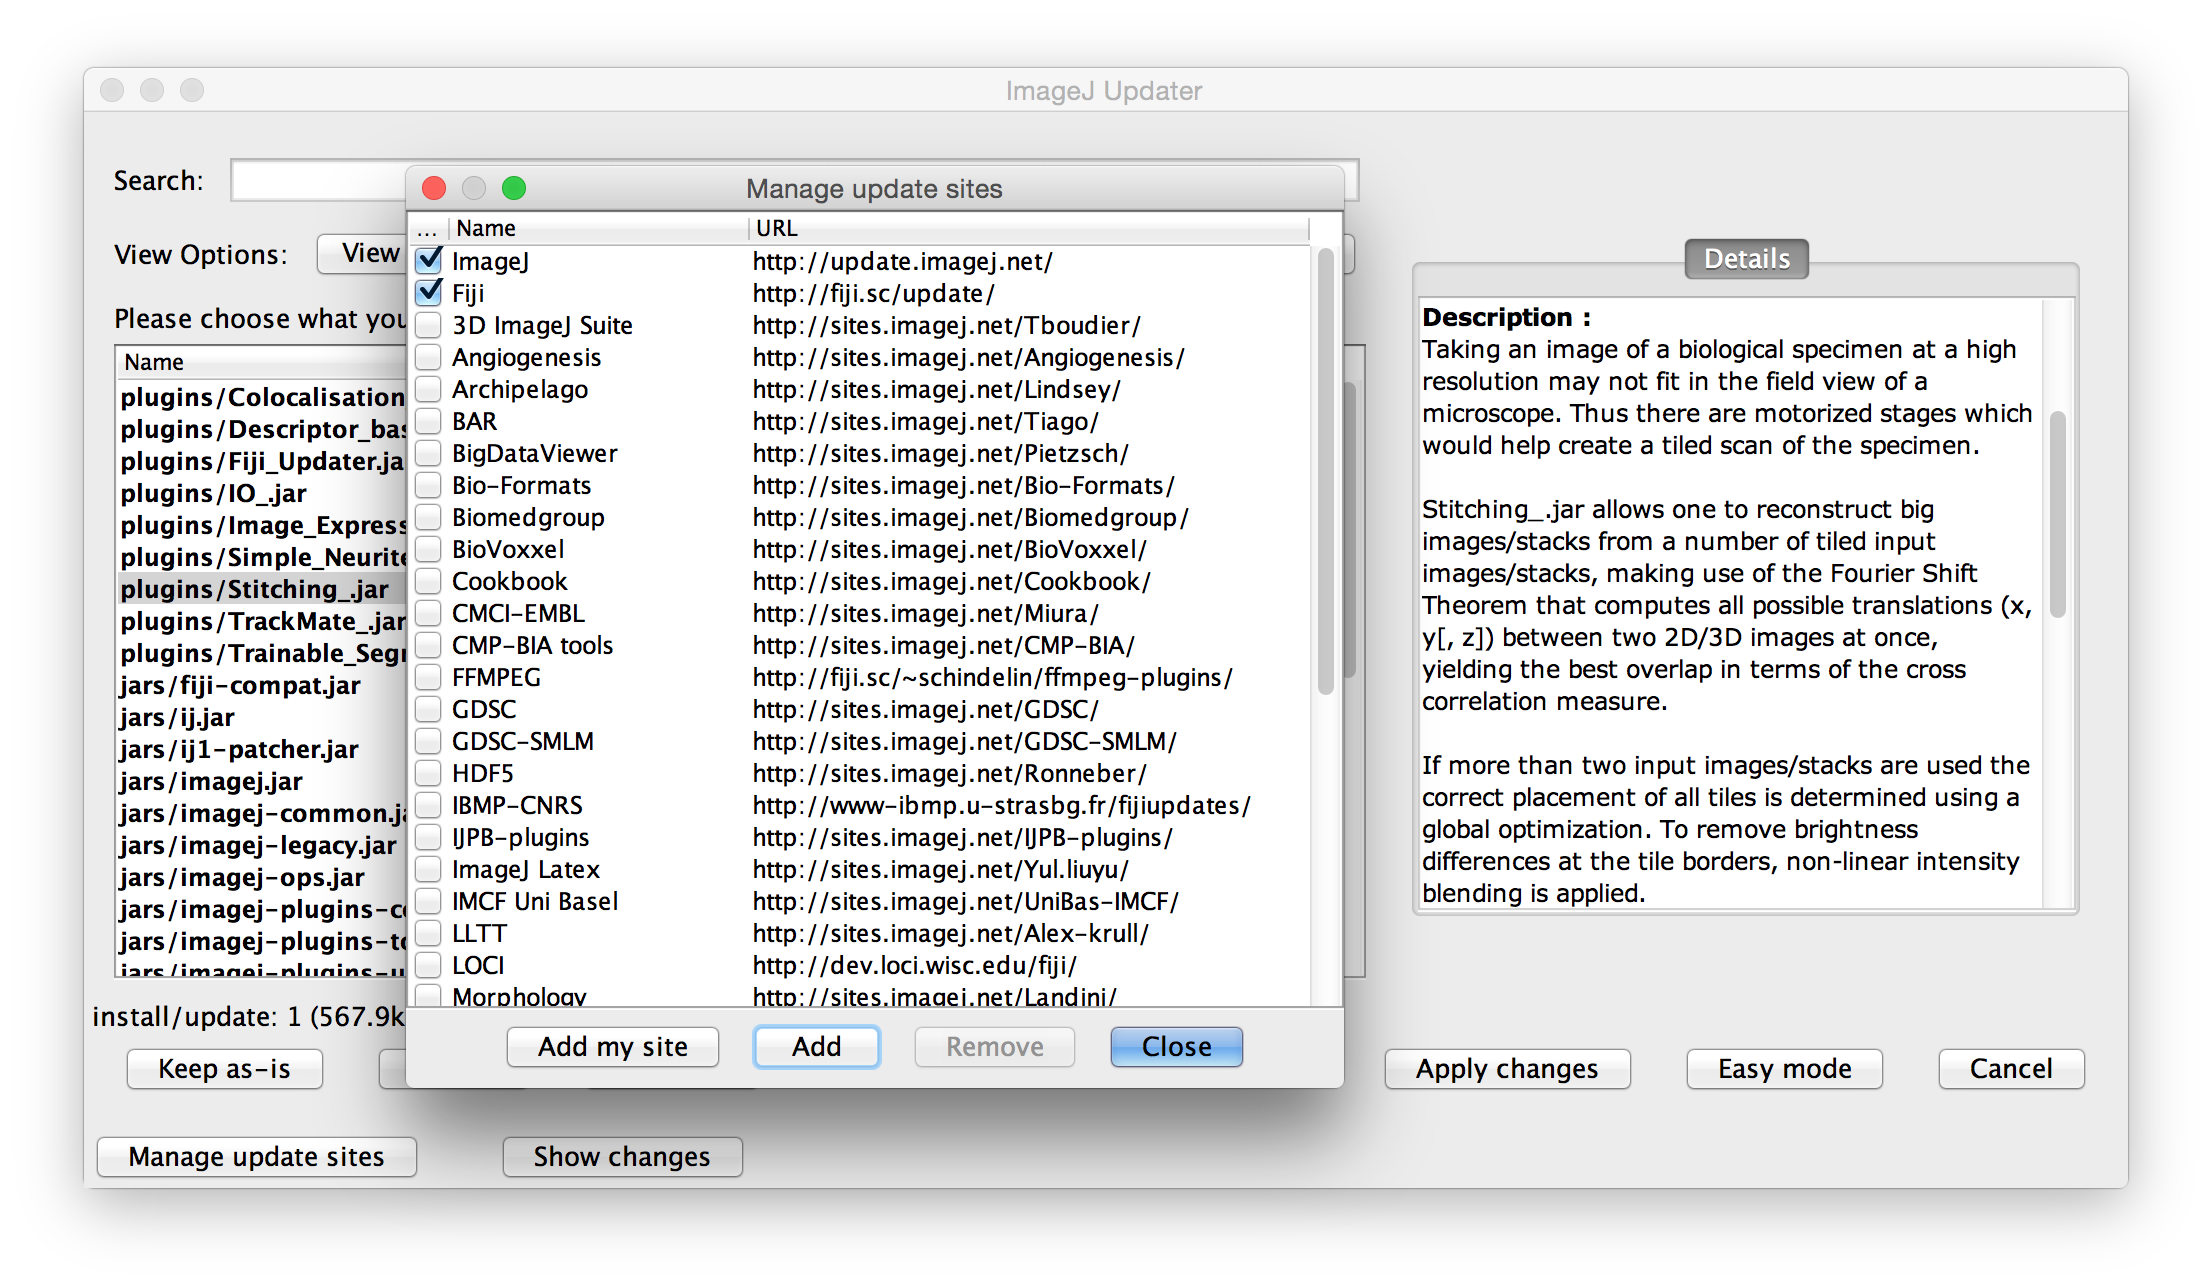 ImageJ Updater
Search:
View Options:
View
Please choose what you
Name
plugins/Colocalisation
plugins/Descriptor_bas
plugins/Fiji_Updater.ja
plugins/IO_.jar
plugins/Image_Express
plugins/Simple_Neurite
plugins/Stitching_.jar
plugins/TrackMate_.jar
plugins/Trainable_Segm
jars/fiji-compat.jar
jars/ij.jar
jars/ij1-patcher.jar
jars/imagej.jar
jars/imagej-common.ja
jars/imagej-legacy.jar
jars/imagej-ops.jar
jars/imagej-plugins-co
jars/imagej-plugins-to
jars/imagej-plugins-u
install/update: 1 (567.9k
Keep as-is
Manage update sites
Show changes
Manage update sites
... Name URL
ImageJ http://update.imagej.net/
Fiji http://fiji.sc/update/
3D ImageJ Suite http://sites.imagej.net/Tboudier/
Angiogenesis http://sites.imagej.net/Angiogenesis/
Archipelago http://sites.imagej.net/Lindsey/
BAR http://sites.imagej.net/Tiago/
BigDataViewer http://sites.imagej.net/Pietzsch/
Bio-Formats http://sites.imagej.net/Bio-Formats/
Biomedgroup http://sites.imagej.net/Biomedgroup/
BioVoxxel http://sites.imagej.net/BioVoxxel/
Cookbook http://sites.imagej.net/Cookbook/
CMCI-EMBL http://sites.imagej.net/Miura/
CMP-BIA tools http://sites.imagej.net/CMP-BIA/
FFMPEG http://fiji.sc/~schindelin/ffmpeg-plugins/
GDSC http://sites.imagej.net/GDSC/
GDSC-SMLM http://sites.imagej.net/GDSC-SMLM/
HDF5 http://sites.imagej.net/Ronneber/
IBMP-CNRS http://www-ibmp.u-strasbg.fr/fijiupdates/
IJPB-plugins http://sites.imagej.net/IJPB-plugins/
ImageJ Latex http://sites.imagej.net/Yul.liuyu/
IMCF Uni Basel http://sites.imagej.net/UniBas-IMCF/
LLTT http://sites.imagej.net/Alex-krull/
LOCI http://dev.loci.wisc.edu/fiji/
Morphology http://sites.imagej.net/Landini/
Add my site Add Remove Close
Details
Description :
Taking an image of a biological specimen at a high
resolution may not fit in the field view of a
microscope. Thus there are motorized stages which
would help create a tiled scan of the specimen.
Stitching_.jar allows one to reconstruct big
images/stacks from a number of tiled input
images/stacks, making use of the Fourier Shift
Theorem that computes all possible translations (x,
y[, z]) between two 2D/3D images at once,
yielding the best overlap in terms of the cross
correlation measure.
If more than two input images/stacks are used the
correct placement of all tiles is determined using a
global optimization. To remove brightness
differences at the tile borders, non-linear intensity
blending is applied.
Apply changes Easy mode Cancel